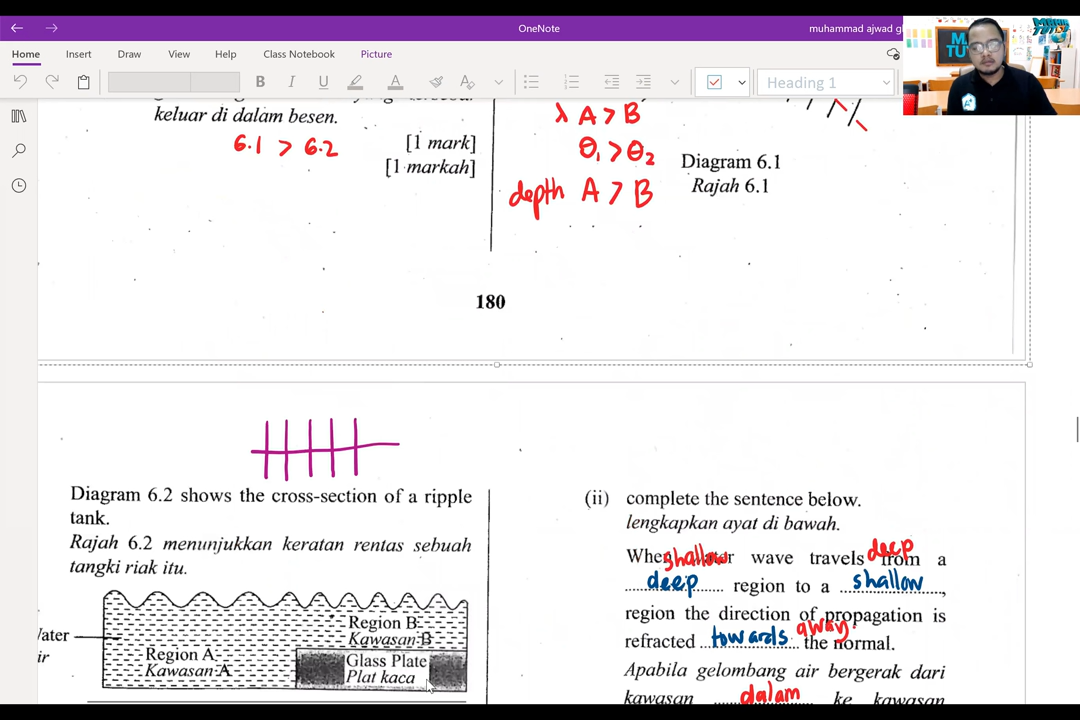 OneNote
muhammad ajwad g
Home Insert Draw View Help Class Notebook Picture
B I U A Heading 1
keluar di dalam besen.
6.1 > 6.2
[1 mark]
[1 markah]
λ A > B
θ1 > θ2
depth A > B
Diagram 6.1
Rajah 6.1
180
Diagram 6.2 shows the cross-section of a ripple
tank.
Rajah 6.2 menunjukkan keratan rentas sebuah
tangki riak itu.
Region B
Kawasan B
Region A
Kawasan A
Glass Plate
Plat kaca
(ii) complete the sentence below.
lengkapkan ayat di bawah.
shallow deep
When wave travels from a
deep region to a shallow,
region the direction of propagation is
refracted towards away the normal.
Apabila gelombang air bergerak dari
kawasan dalam ke kawasan